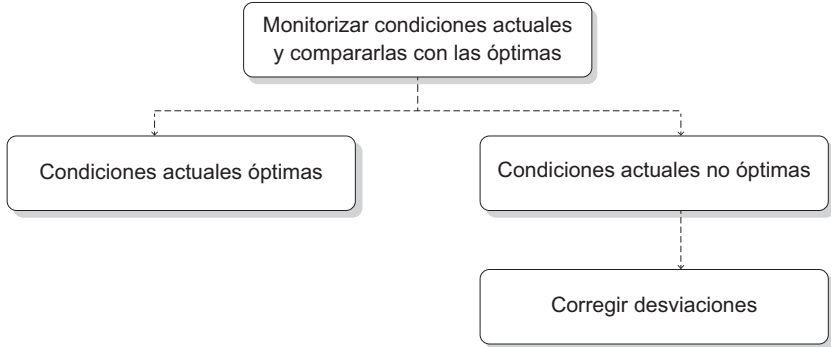 Monitorizar condiciones actuales
y compararlas con las óptimas
Condiciones actuales óptimas
Condiciones actuales no óptimas
Corregir desviaciones